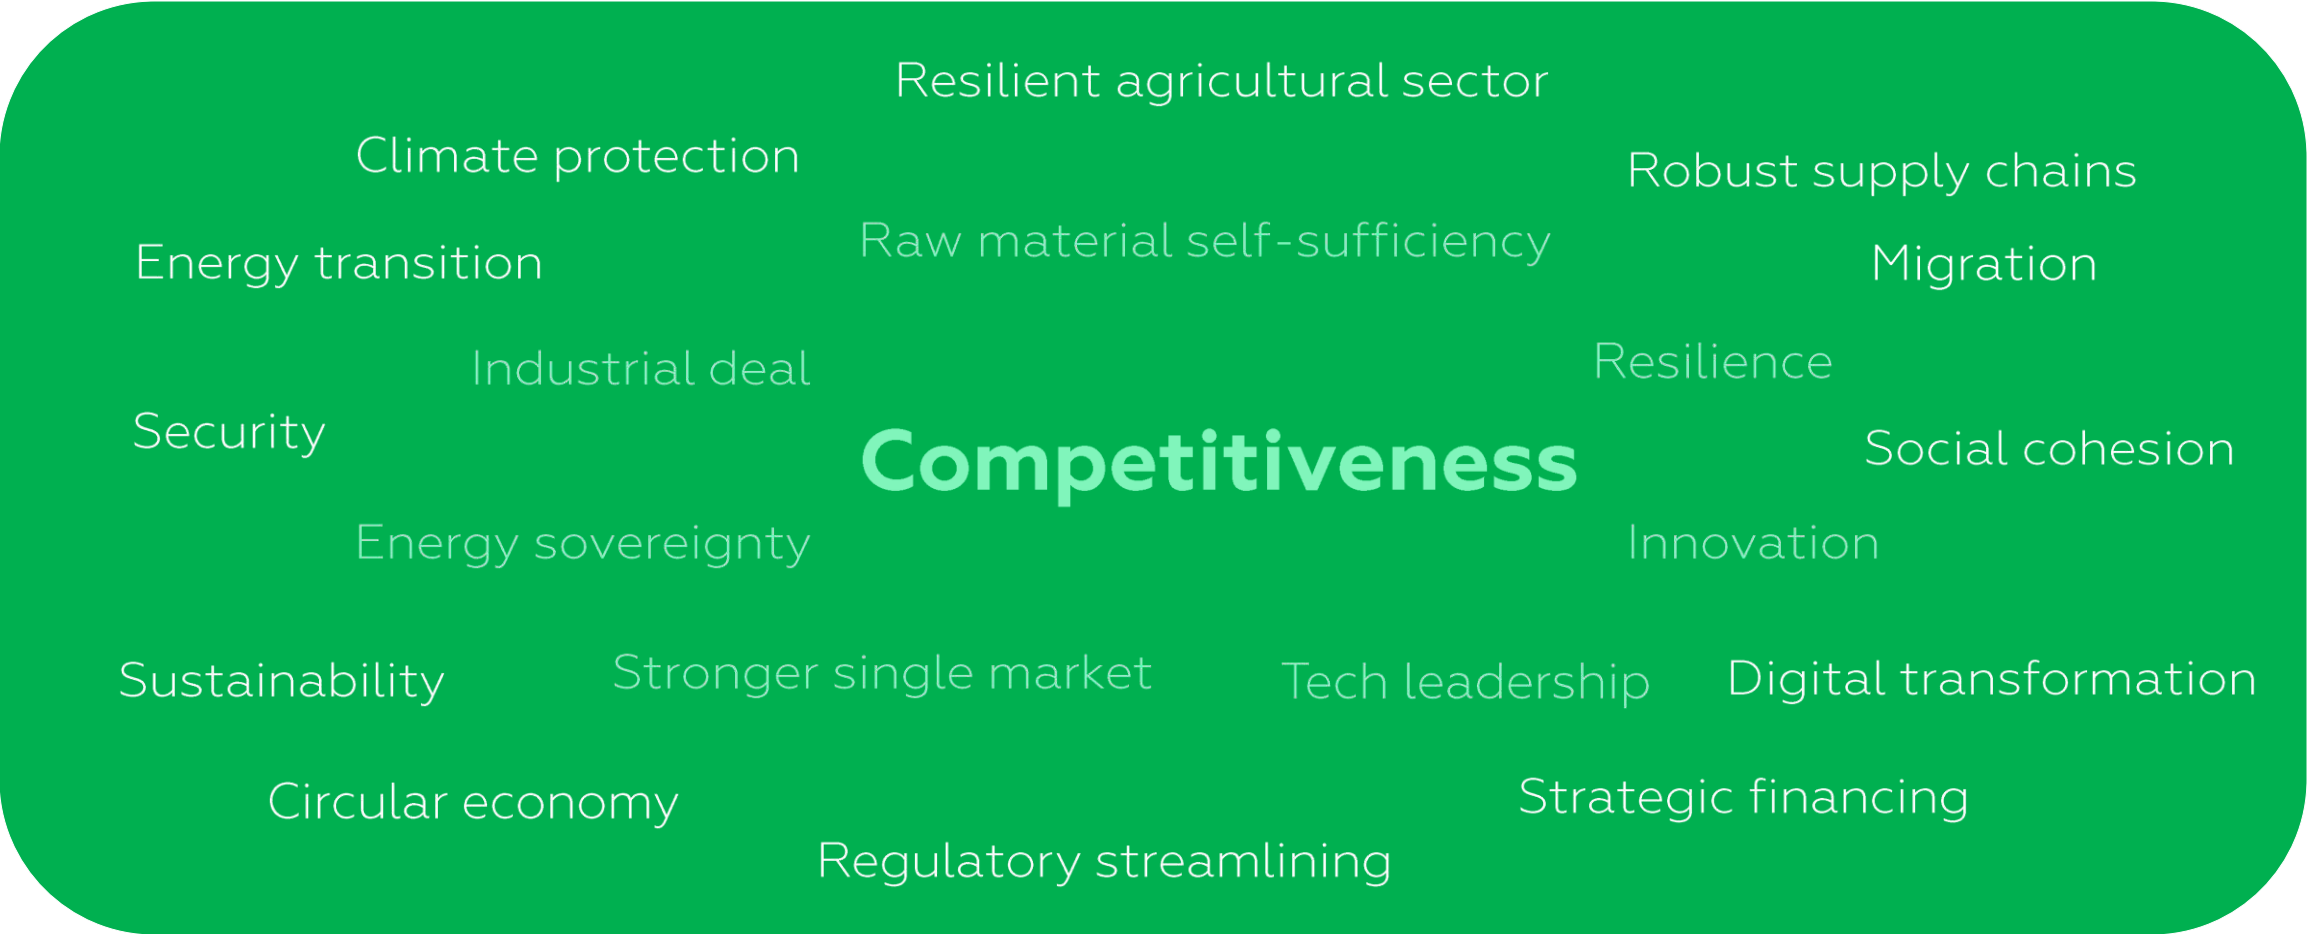 Resilient agricultural sector
Climate protection
Robust supply chains
Raw material self-sufficiency
Energy transition
Migration
Industrial deal
Resilience
Security
Competitiveness
Social cohesion
Energy sovereignty
Innovation
Sustainability
Stronger single market
Tech leadership
Digital transformation
Circular economy
Strategic financing
Regulatory streamlining